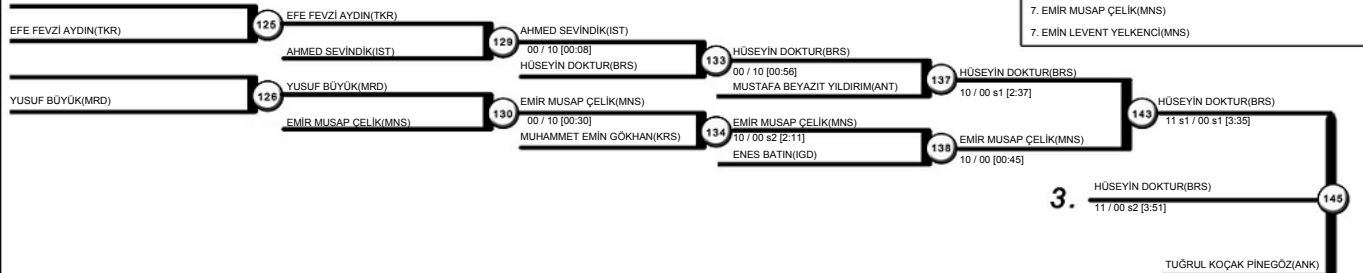 7. EMİR MUSAP ÇELİK(MNS)
7. EMİN LEVENT YELKENCİ(MNS)
EFE FEVZİ AYDIN(TKR)
125
EFE FEVZİ AYDIN(TKR)
AHMED SEVİNDİK(IST)
129
AHMED SEVİNDİK(IST)
00 / 10 [00:08]
HÜSEYİN DOKTUR(BRS)
133
HÜSEYİN DOKTUR(BRS)
00 / 10 [00:56]
MUSTAFA BEYAZIT YILDIRIM(ANT)
137
HÜSEYİN DOKTUR(BRS)
10 / 00 s1 [2:37]
YUSUF BÜYÜK(MRD)
126
YUSUF BÜYÜK(MRD)
EMİR MUSAP ÇELİK(MNS)
130
EMİR MUSAP ÇELİK(MNS)
00 / 10 [00:30]
MUHAMMET EMİN GÖKHAN(KRS)
134
EMİR MUSAP ÇELİK(MNS)
10 / 00 s2 [2:11]
ENES BATIN(IGD)
138
EMİR MUSAP ÇELİK(MNS)
10 / 00 [00:45]
143
HÜSEYİN DOKTUR(BRS)
11 s1 / 00 s1 [3:35]
3.
HÜSEYİN DOKTUR(BRS)
11 / 00 s2 [3:51]
145
TUĞRUL KOÇAK PİNEGÖZ(ANK)